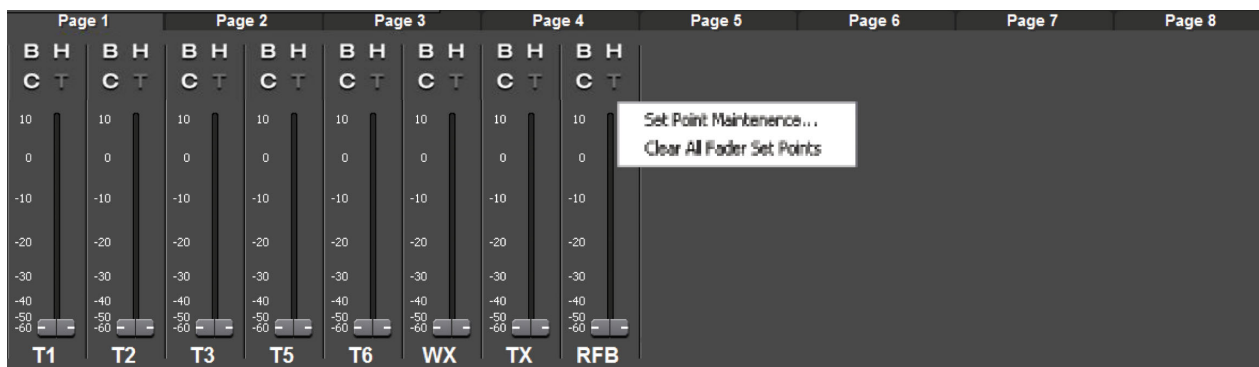 Page 1 Page 2 Page 3 Page 4 Page 5 Page 6 Page 7 Page 8
B H B H B H B H B H B H B H B H
C T C T C T C T C T C T C T C T
10 10 10 10 10 10 10 10
Set Point Maintenence...
Clear All Fader Set Points
0 0 0 0 0 0 0 0
-10 -10 -10 -10 -10 -10 -10 -10
-20 -20 -20 -20 -20 -20 -20 -20
-30 -30 -30 -30 -30 -30 -30 -30
-40 -40 -40 -40 -40 -40 -40 -40
-50 -50 -50 -50 -50 -50 -50 -50
-60 -60 -60 -60 -60 -60 -60 -60
T1 T2 T3 T5 T6 WX TX RFB